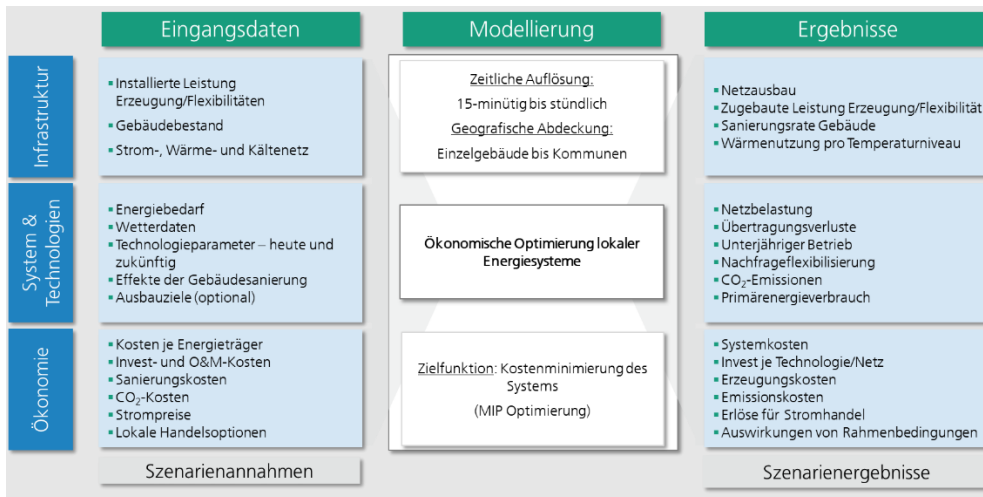 Eingangsdaten
Modellierung
Ergebnisse
Infrastruktur
▪ Installierte Leistung
Erzeugung/Flexibilitäten
▪ Gebäudebestand
▪ Strom-, Wärme- und Kältenetz
Zeitliche Auflösung:
15-minütig bis stündlich
Geografische Abdeckung:
Einzelgebäude bis Kommunen
▪ Netzausbau
▪ Zugebaute Leistung Erzeugung/Flexibilität
▪ Sanierungsrate Gebäude
▪ Wärmenutzung pro Temperaturniveau
System &
Technologien
▪ Energiebedarf
▪ Wetterdaten
▪ Technologieparameter – heute und
zukünftig
▪ Effekte der Gebäudesanierung
▪ Ausbauziele (optional)
Ökonomische Optimierung lokaler
Energiesysteme
▪ Netzbelastung
▪ Übertragungsverluste
▪ Unterjähriger Betrieb
▪ Nachfrageflexibilisierung
▪ CO₂-Emissionen
▪ Primärenergieverbrauch
Ökonomie
▪ Kosten je Energieträger
▪ Invest- und O&M-Kosten
▪ Sanierungskosten
▪ CO₂-Kosten
▪ Strompreise
▪ Lokale Handelsoptionen
Zielfunktion: Kostenminimierung des
Systems
(MIP Optimierung)
▪ Systemkosten
▪ Invest je Technologie/Netz
▪ Erzeugungskosten
▪ Emissionskosten
▪ Erlöse für Stromhandel
▪ Auswirkungen von Rahmenbedingungen
Szenarienannahmen
Szenarienergebnisse